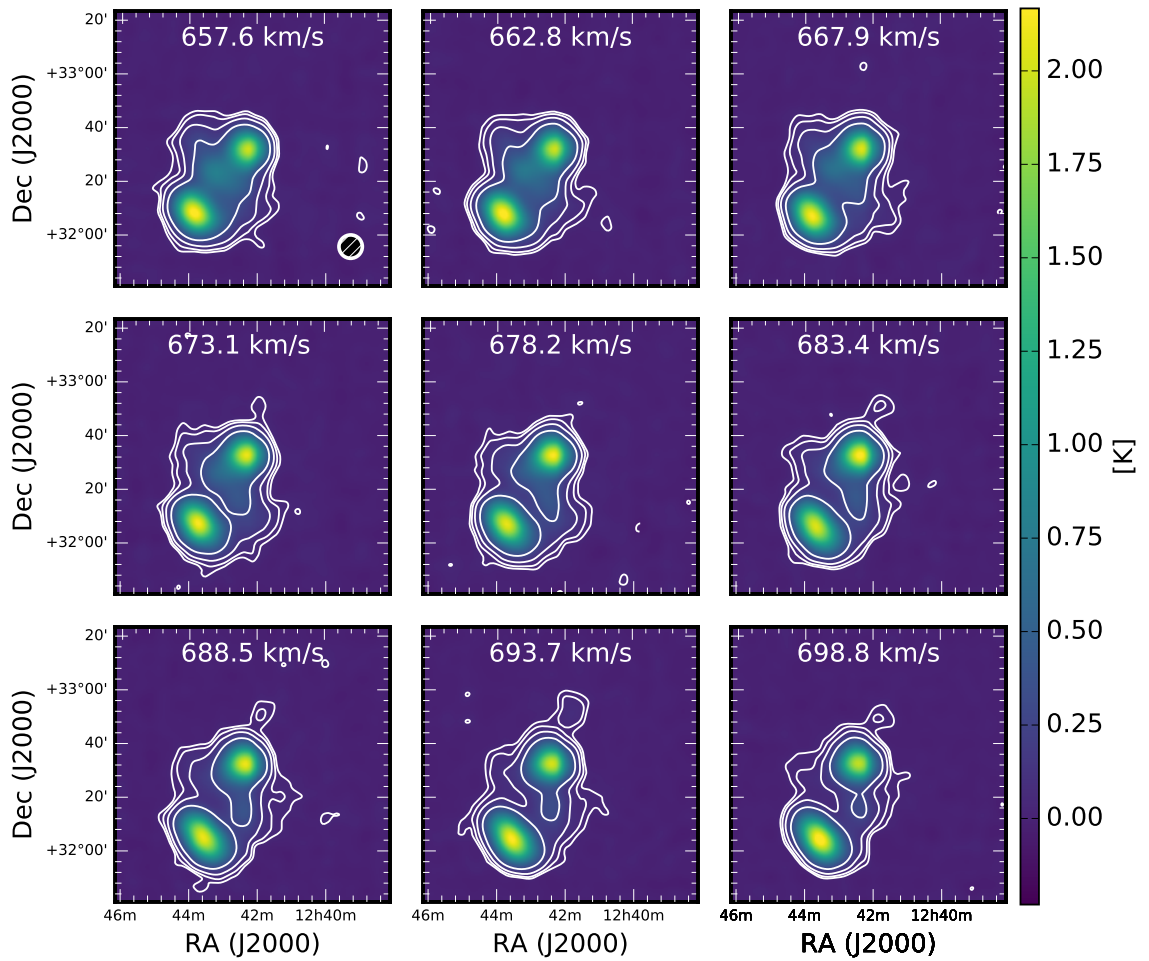 657.6 km/s
662.8 km/s
667.9 km/s
20'
+33°00'
40'
20'
+32°00'
Dec (J2000)
673.1 km/s
678.2 km/s
683.4 km/s
20'
+33°00'
40'
20'
+32°00'
Dec (J2000)
688.5 km/s
693.7 km/s
698.8 km/s
20'
+33°00'
40'
20'
+32°00'
Dec (J2000)
46m 44m 42m 12h40m
46m 44m 42m 12h40m
46m 44m 42m 12h40m
RA (J2000)
RA (J2000)
RA (J2000)
2.00
1.75
1.50
1.25
1.00
0.75
0.50
0.25
0.00
[K]